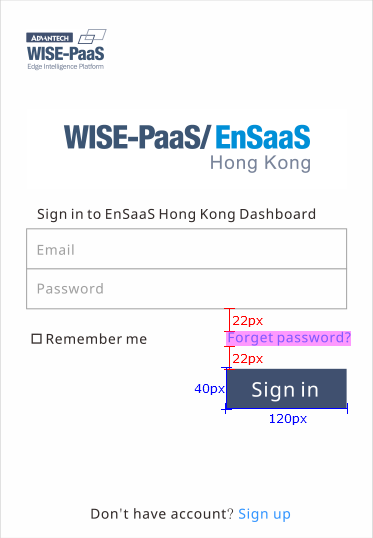 ADVANTECH
WISE-PaaS
Edge Intelligence Platform
WISE-PaaS/ EnSaaS
Hong Kong
Sign in to EnSaaS Hong Kong Dashboard
Email
Password
22px
Remember me
Forget password?
22px
40px
Sign in
120px
Don't have account? Sign up